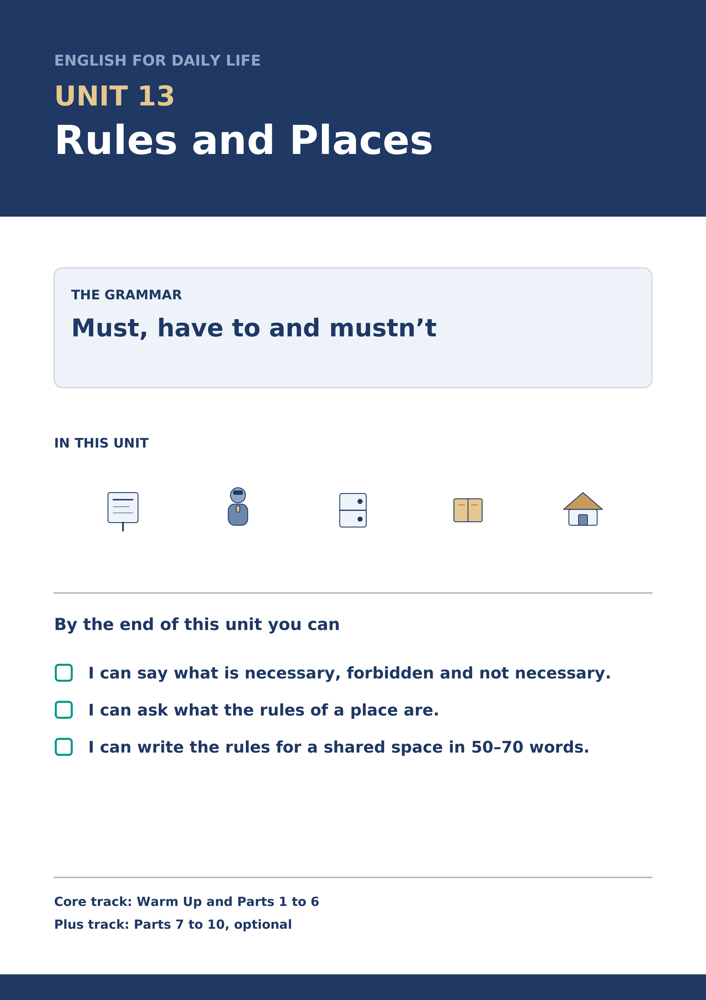 ENGLISH FOR DAILY LIFE
UNIT 13
Rules and Places
THE GRAMMAR
Must, have to and mustn’t
IN THIS UNIT
By the end of this unit you can
I can say what is necessary, forbidden and not necessary.
I can ask what the rules of a place are.
I can write the rules for a shared space in 50–70 words.
Core track: Warm Up and Parts 1 to 6
Plus track: Parts 7 to 10, optional